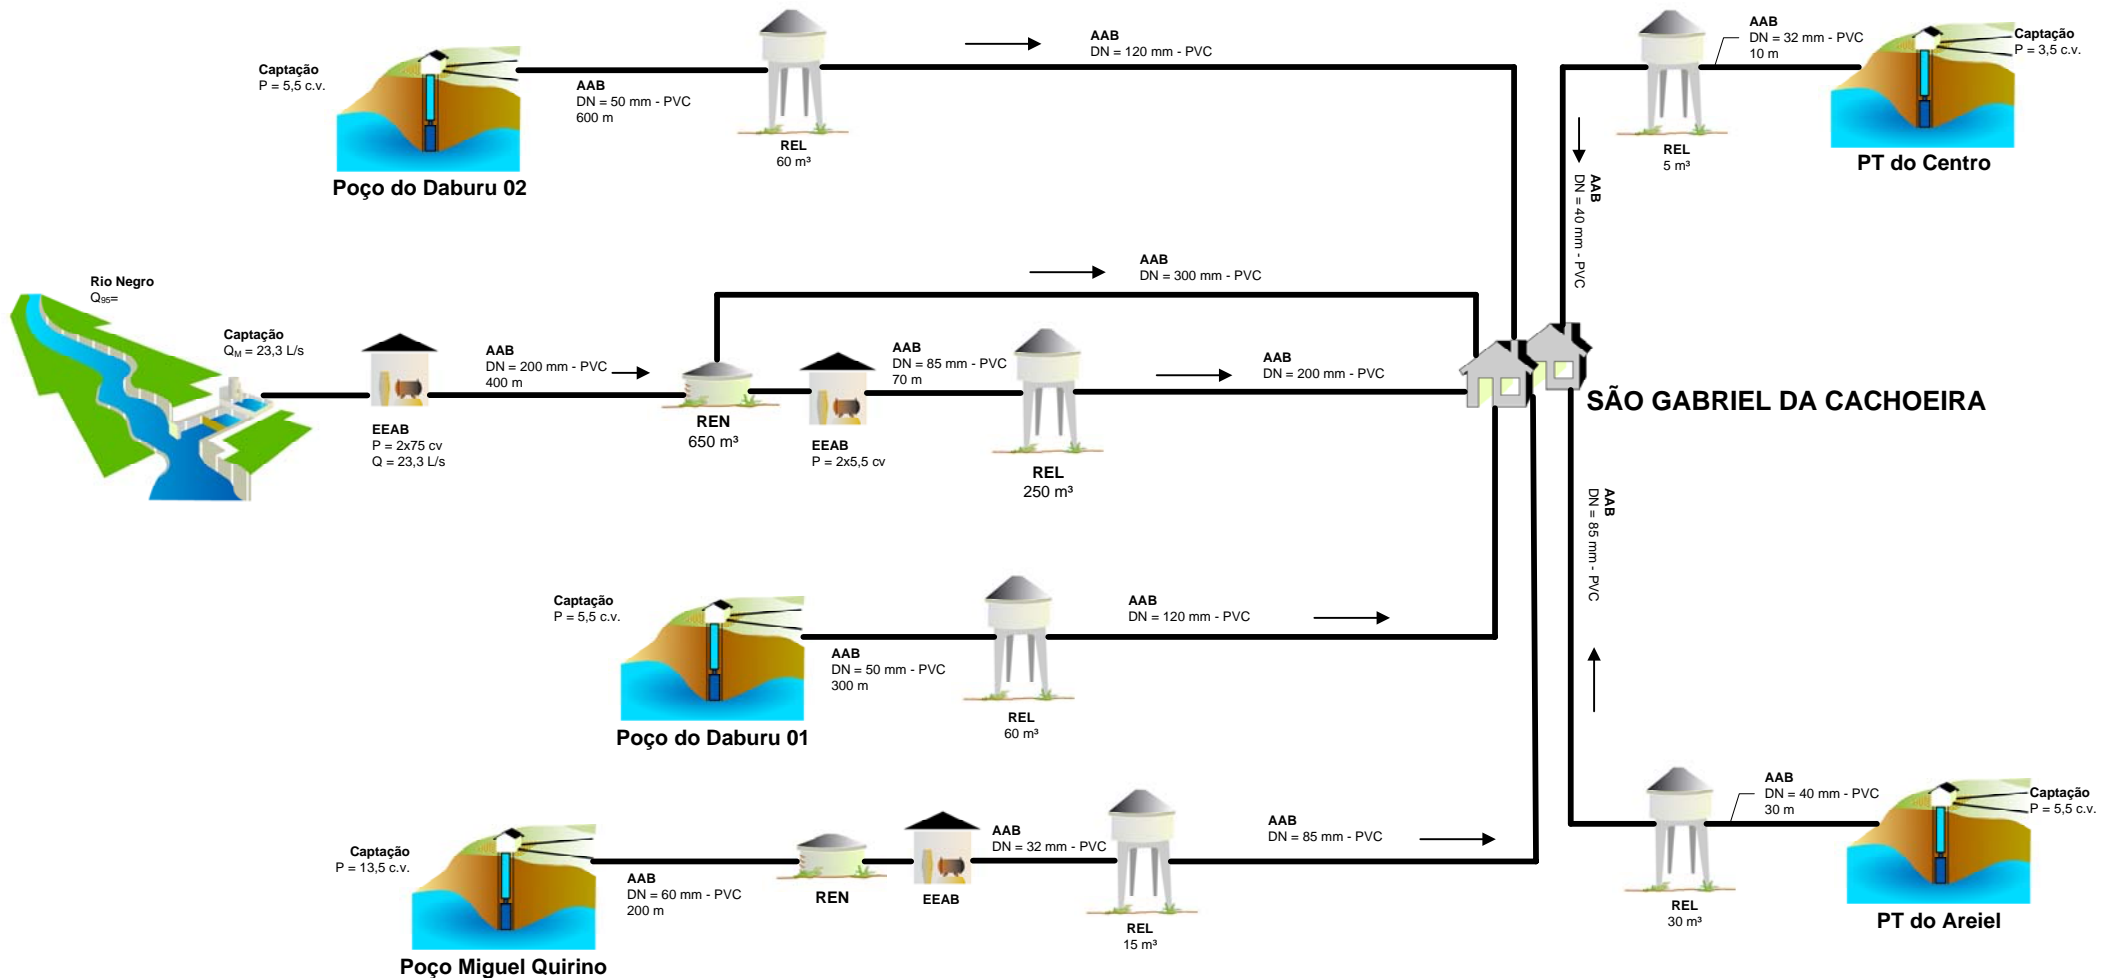 Captação
P = 5,5 c.v.
AAB
DN = 50 mm - PVC
600 m
Poço do Daburu 02
REL
60 m³
AAB
DN = 120 mm - PVC
AAB
DN = 32 mm - PVC
10 m
Captação
P = 3,5 c.v.
REL
5 m³
PT do Centro
AAB
DN = 40 mm - PVC
Rio Negro
Q95=
Captação
QM = 23,3 L/s
EEAB
P = 2x75 cv
Q = 23,3 L/s
AAB
DN = 200 mm - PVC
400 m
REN
650 m³
AAB
DN = 300 mm - PVC
EEAB
P = 2x5,5 cv
AAB
DN = 85 mm - PVC
70 m
REL
250 m³
AAB
DN = 200 mm - PVC
SÃO GABRIEL DA CACHOEIRA
AAB
DN = 85 mm - PVC
Captação
P = 5,5 c.v.
AAB
DN = 50 mm - PVC
300 m
Poço do Daburu 01
REL
60 m³
AAB
DN = 120 mm - PVC
Captação
P = 13,5 c.v.
AAB
DN = 60 mm - PVC
200 m
Poço Miguel Quirino
REN
EEAB
AAB
DN = 32 mm - PVC
REL
15 m³
AAB
DN = 85 mm - PVC
AAB
DN = 40 mm - PVC
30 m
Captação
P = 5,5 c.v.
REL
30 m³
PT do Areiel